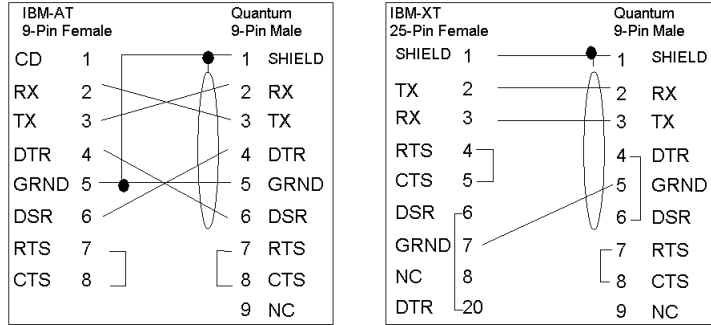 IBM-AT Quantum
9-Pin Female 9-Pin Male
CD 1 1 SHIELD
RX 2 2 RX
TX 3 3 TX
DTR 4 4 DTR
GRND 5 5 GRND
DSR 6 6 DSR
RTS 7 7 RTS
CTS 8 8 CTS
9 NC
IBM-XT Quantum
25-Pin Female 9-Pin Male
SHIELD 1 1 SHIELD
TX 2 2 RX
RX 3 3 TX
RTS 4 4 DTR
CTS 5 5 GRND
DSR 6 6 DSR
GRND 7 7 RTS
NC 8 8 CTS
DTR 20 9 NC